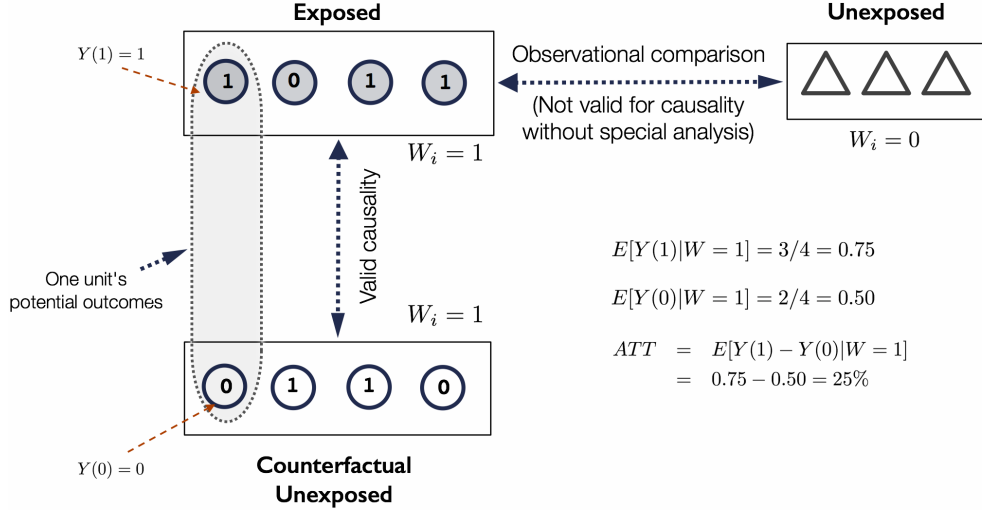 Exposed
Unexposed
Y(1) = 1
1 0 1 1
Observational comparison
(Not valid for causality
without special analysis)
W_i = 1
W_i = 0
Valid causality
One unit's
potential outcomes
E[Y(1)|W = 1] = 3/4 = 0.75
E[Y(0)|W = 1] = 2/4 = 0.50
W_i = 1
ATT = E[Y(1) − Y(0)|W = 1]
= 0.75 − 0.50 = 25%
0 1 1 0
Y(0) = 0
Counterfactual
Unexposed